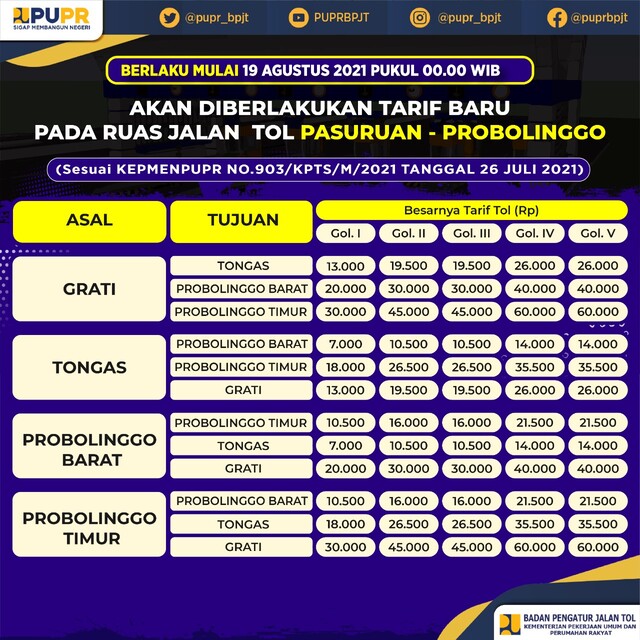 PUPR
SIGAP MEMBANGUN NEGERI
@pupr_bpjt
PUPRBPJT
@pupr_bpjt
@puprbpjt
BERLAKU MULAI 19 AGUSTUS 2021 PUKUL 00.00 WIB
AKAN DIBERLAKUKAN TARIF BARU
PADA RUAS JALAN TOL PASURUAN - PROBOLINGGO
(Sesuai KEPMENPUPR NO.903/KPTS/M/2021 TANGGAL 26 JULI 2021)
ASAL TUJUAN Besarnya Tarif Tol (Rp)
Gol. I Gol. II Gol. III Gol. IV Gol. V
GRATI
TONGAS 13.000 19.500 19.500 26.000 26.000
PROBOLINGGO BARAT 20.000 30.000 30.000 40.000 40.000
PROBOLINGGO TIMUR 30.000 45.000 45.000 60.000 60.000
TONGAS
PROBOLINGGO BARAT 7.000 10.500 10.500 14.000 14.000
PROBOLINGGO TIMUR 18.000 26.500 26.500 35.500 35.500
GRATI 13.000 19.500 19.500 26.000 26.000
PROBOLINGGO
BARAT
PROBOLINGGO TIMUR 10.500 16.000 16.000 21.500 21.500
TONGAS 7.000 10.500 10.500 14.000 14.000
GRATI 20.000 30.000 30.000 40.000 40.000
PROBOLINGGO
TIMUR
PROBOLINGGO BARAT 10.500 16.000 16.000 21.500 21.500
TONGAS 18.000 26.500 26.500 35.500 35.500
GRATI 30.000 45.000 45.000 60.000 60.000
BADAN PENGATUR JALAN TOL
KEMENTERIAN PEKERJAAN UMUM DAN
PERUMAHAN RAKYAT